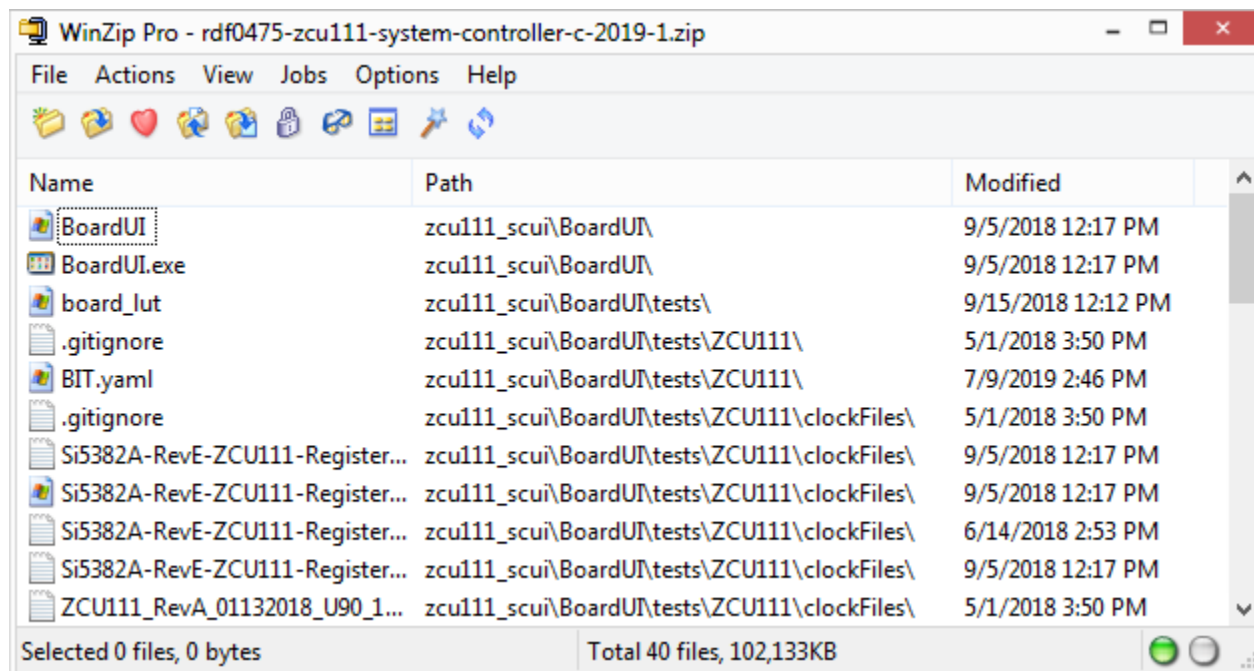 WinZip Pro - rdf0475-zcu111-system-controller-c-2019-1.zip
File Actions View Jobs Options Help
Name Path Modified
BoardUI zcu111_scui\BoardUI\ 9/5/2018 12:17 PM
BoardUI.exe zcu111_scui\BoardUI\ 9/5/2018 12:17 PM
board_lut zcu111_scui\BoardUI\tests\ 9/15/2018 12:12 PM
.gitignore zcu111_scui\BoardUI\tests\ZCU111\ 5/1/2018 3:50 PM
BIT.yaml zcu111_scui\BoardUI\tests\ZCU111\ 7/9/2019 2:46 PM
.gitignore zcu111_scui\BoardUI\tests\ZCU111\clockFiles\ 5/1/2018 3:50 PM
Si5382A-RevE-ZCU111-Register... zcu111_scui\BoardUI\tests\ZCU111\clockFiles\ 9/5/2018 12:17 PM
Si5382A-RevE-ZCU111-Register... zcu111_scui\BoardUI\tests\ZCU111\clockFiles\ 9/5/2018 12:17 PM
Si5382A-RevE-ZCU111-Register... zcu111_scui\BoardUI\tests\ZCU111\clockFiles\ 6/14/2018 2:53 PM
Si5382A-RevE-ZCU111-Register... zcu111_scui\BoardUI\tests\ZCU111\clockFiles\ 9/5/2018 12:17 PM
ZCU111_RevA_01132018_U90_1... zcu111_scui\BoardUI\tests\ZCU111\clockFiles\ 5/1/2018 3:50 PM
Selected 0 files, 0 bytes Total 40 files, 102,133KB